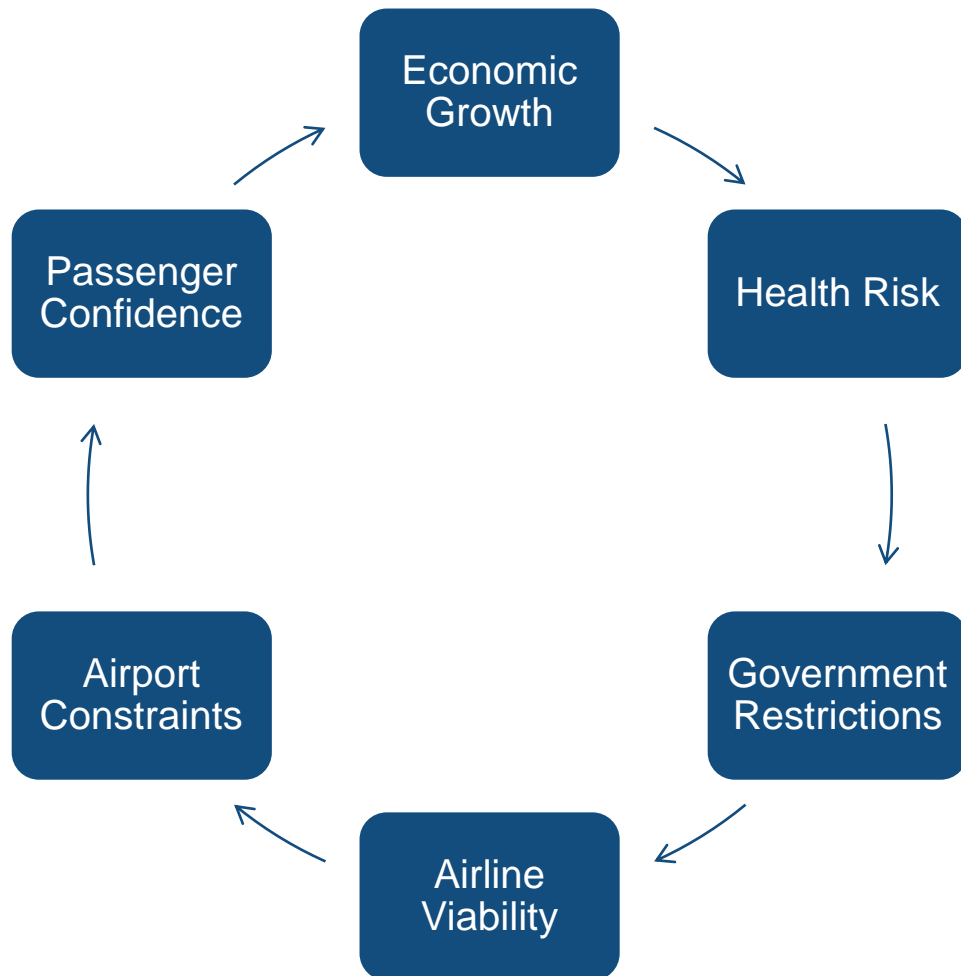 Economic
Growth
Health Risk
Government
Restrictions
Airline
Viability
Airport
Constraints
Passenger
Confidence